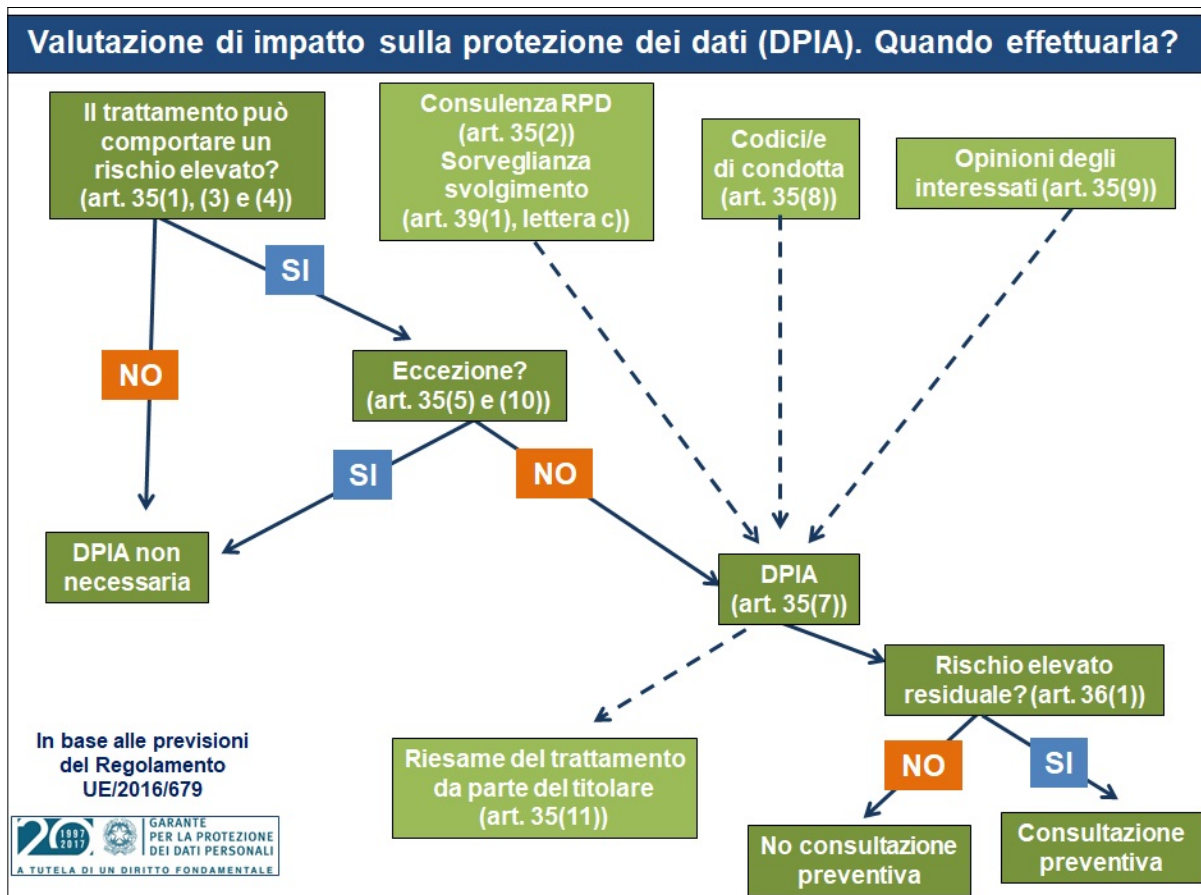 Valutazione di impatto sulla protezione dei dati (DPIA). Quando effettuarla?
Il trattamento può
comportare un
rischio elevato?
(art. 35(1), (3) e (4))
Consulenza RPD
(art. 35(2))
Sorveglianza
svolgimento
(art. 39(1), lettera c))
Codici/e
di condotta
(art. 35(8))
Opinioni degli
interessati (art. 35(9))
SI
NO
Eccezione?
(art. 35(5) e (10))
SI
NO
DPIA non
necessaria
DPIA
(art. 35(7))
Rischio elevato
residuale? (art. 36(1))
Riesame del trattamento
da parte del titolare
(art. 35(11))
NO
SI
No consultazione
preventiva
Consultazione
preventiva
In base alle previsioni
del Regolamento
UE/2016/679
20
1997
2017
GARANTE
PER LA PROTEZIONE
DEI DATI PERSONALI
A TUTELA DI UN DIRITTO FONDAMENTALE